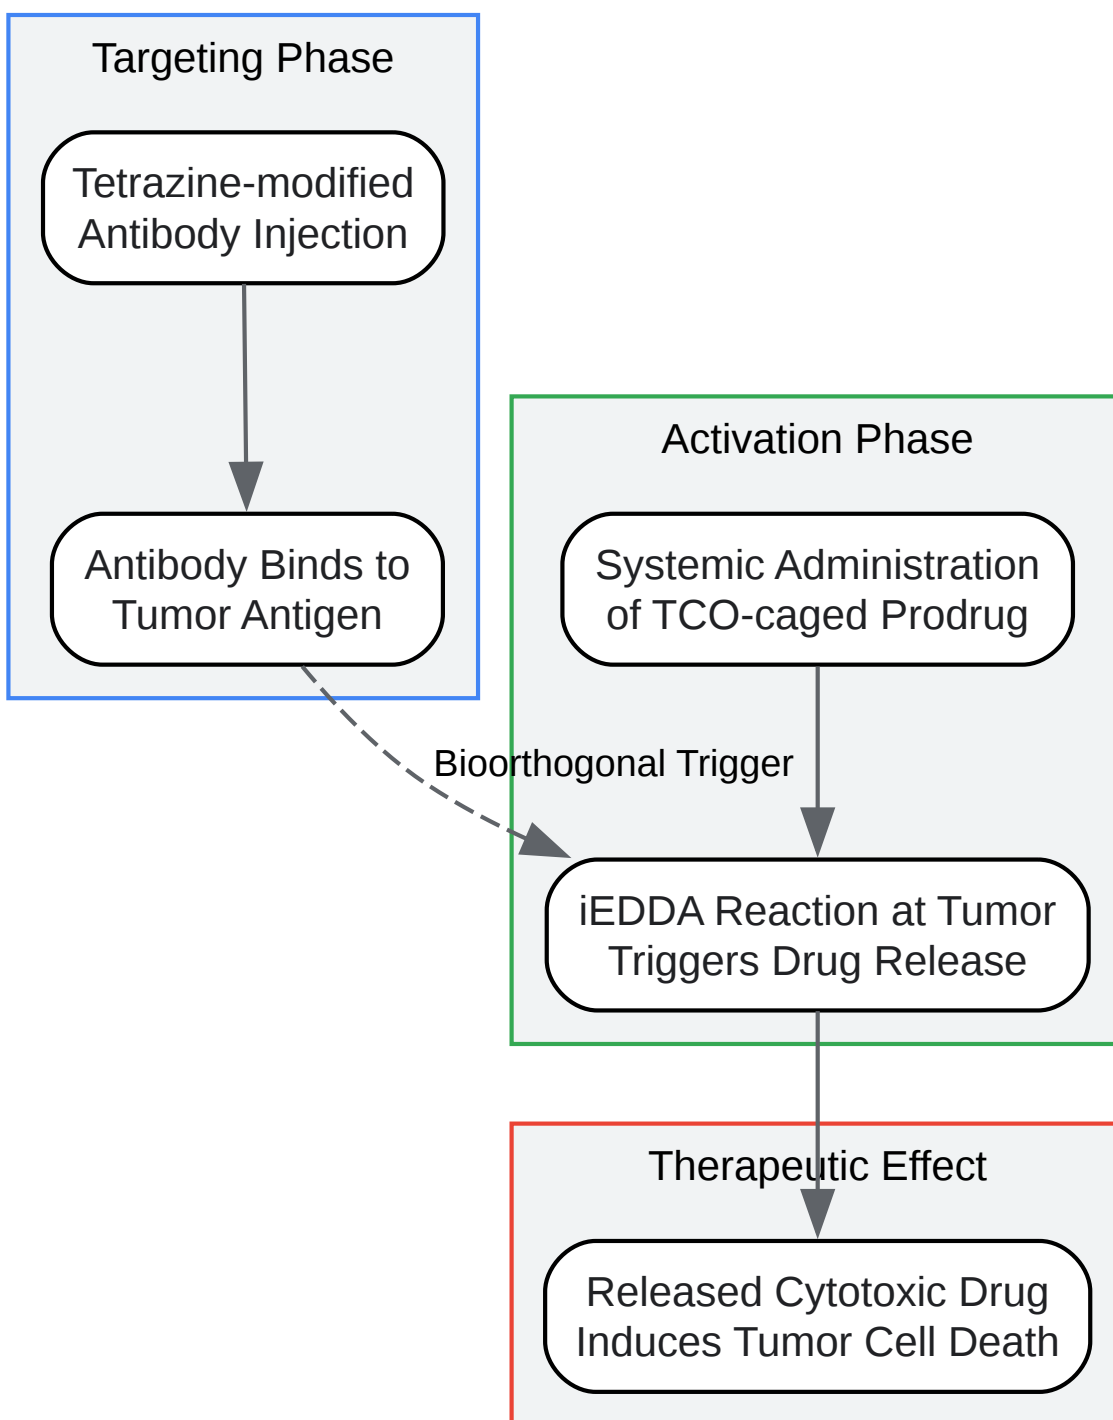 Targeting Phase
Tetrazine-modified
Antibody Injection
Antibody Binds to
Tumor Antigen
Activation Phase
Systemic Administration
of TCO-caged Prodrug
Bioorthogonal Trigger
iEDDA Reaction at Tumor
Triggers Drug Release
Therapeutic Effect
Released Cytotoxic Drug
Induces Tumor Cell Death